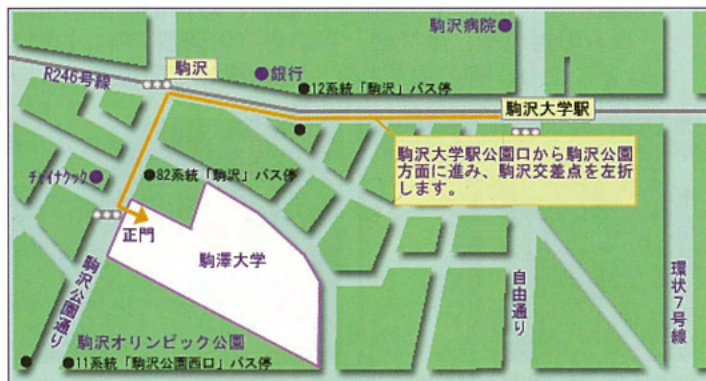 駒沢病院
R246号線
駒沢
銀行
12系統「駒沢」バス停
駒沢大学駅
駒沢大学駅公園口から駒沢公園
方面に進み、駒沢交差点を左折
します。
チャイナクック
82系統「駒沢」バス停
正門
駒澤大学
駒沢公園通り
自由通り
環状7号線
駒沢オリンピック公園
11系統「駒沢公園西口」バス停